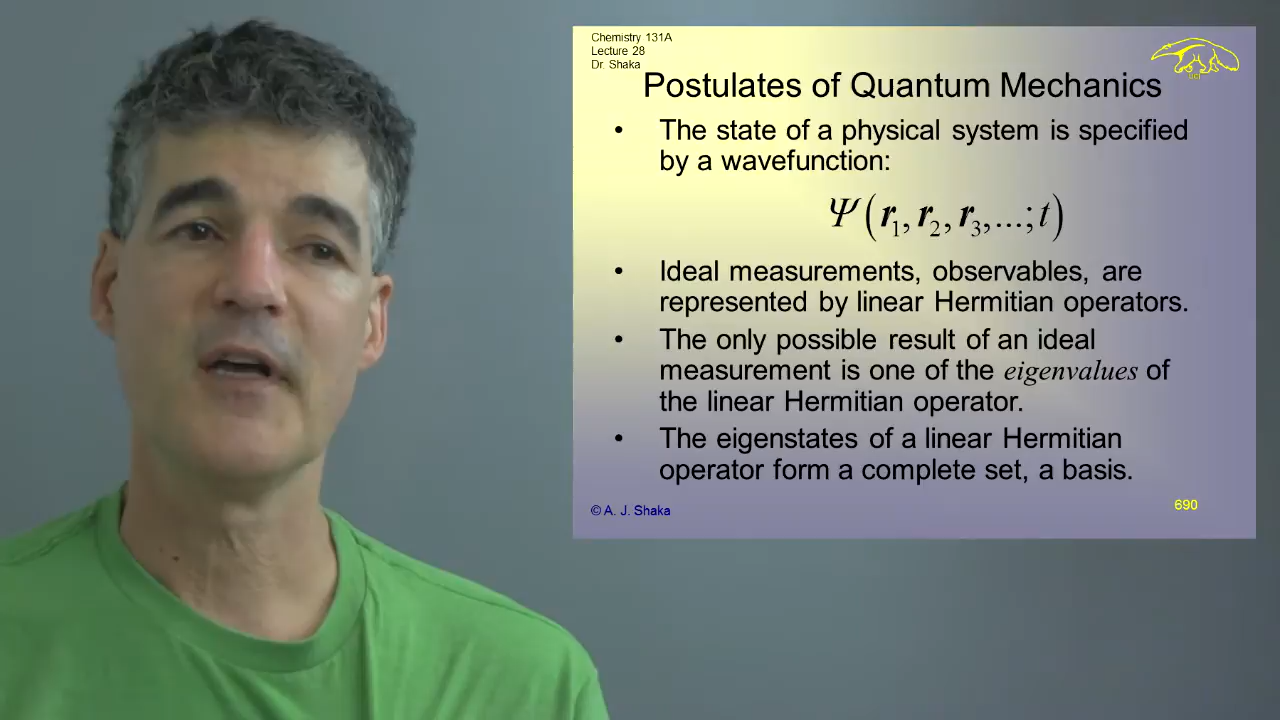 Chemistry 131A
Lecture 28
Dr. Shaka
UCI
Postulates of Quantum Mechanics
• The state of a physical system is specified
by a wavefunction:
Ψ(r₁, r₂, r₃,...;t)
• Ideal measurements, observables, are
represented by linear Hermitian operators.
• The only possible result of an ideal
measurement is one of the eigenvalues of
the linear Hermitian operator.
• The eigenstates of a linear Hermitian
operator form a complete set, a basis.
© A. J. Shaka
690